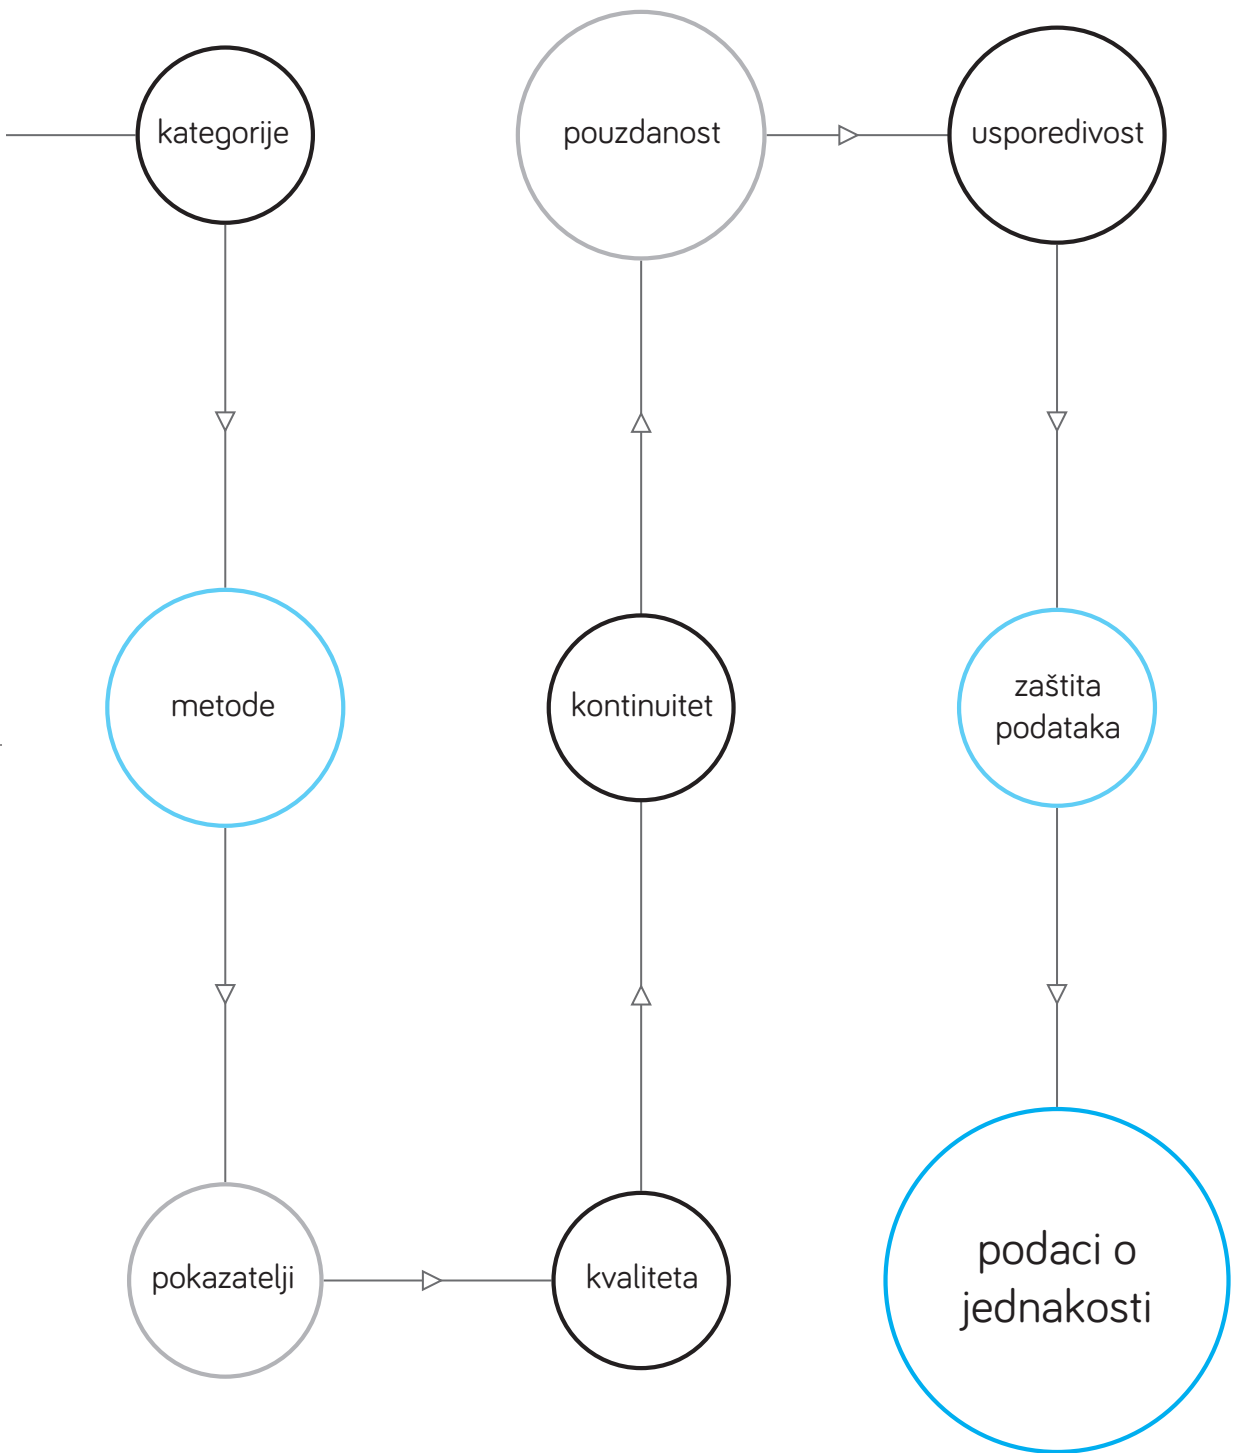 kategorije
metode
pokazatelji
kvaliteta
kontinuitet
pouzdanost
usporedivost
zaštita
podataka
podaci o
jednakosti